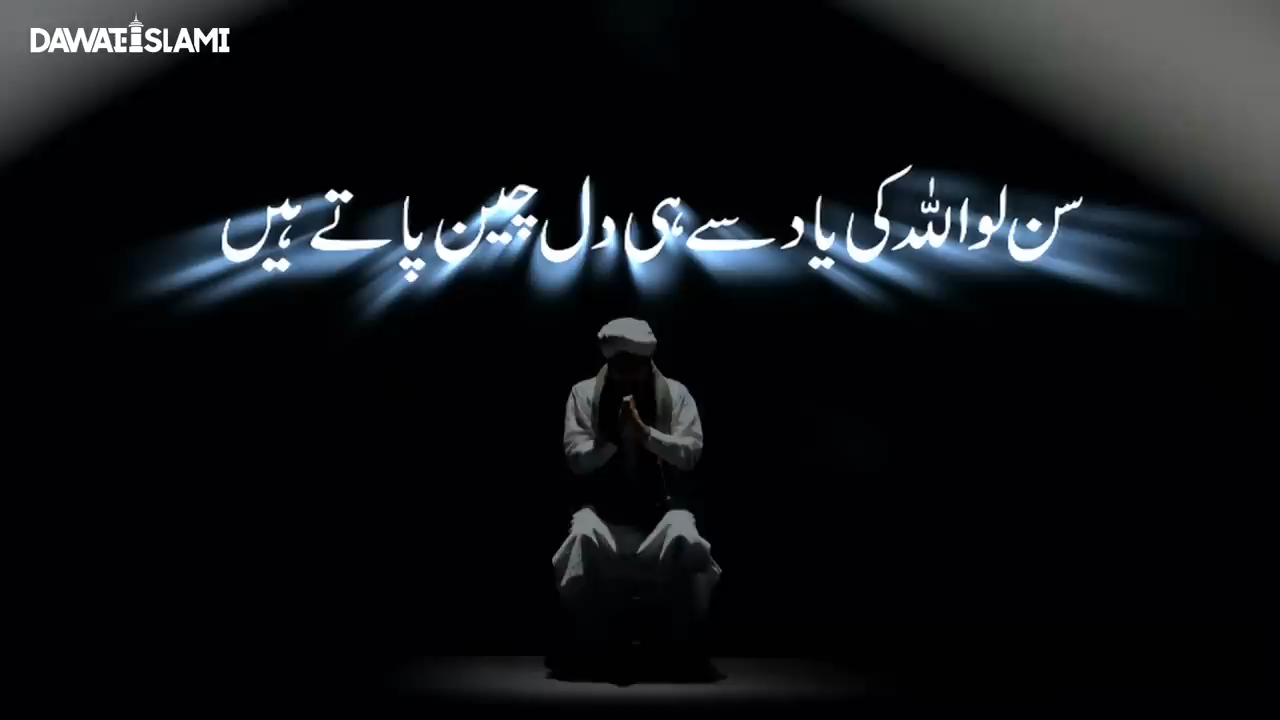 DAWATEISLAMI
سن لو اللہ کی یاد سے ہی دل چین پاتے ہیں